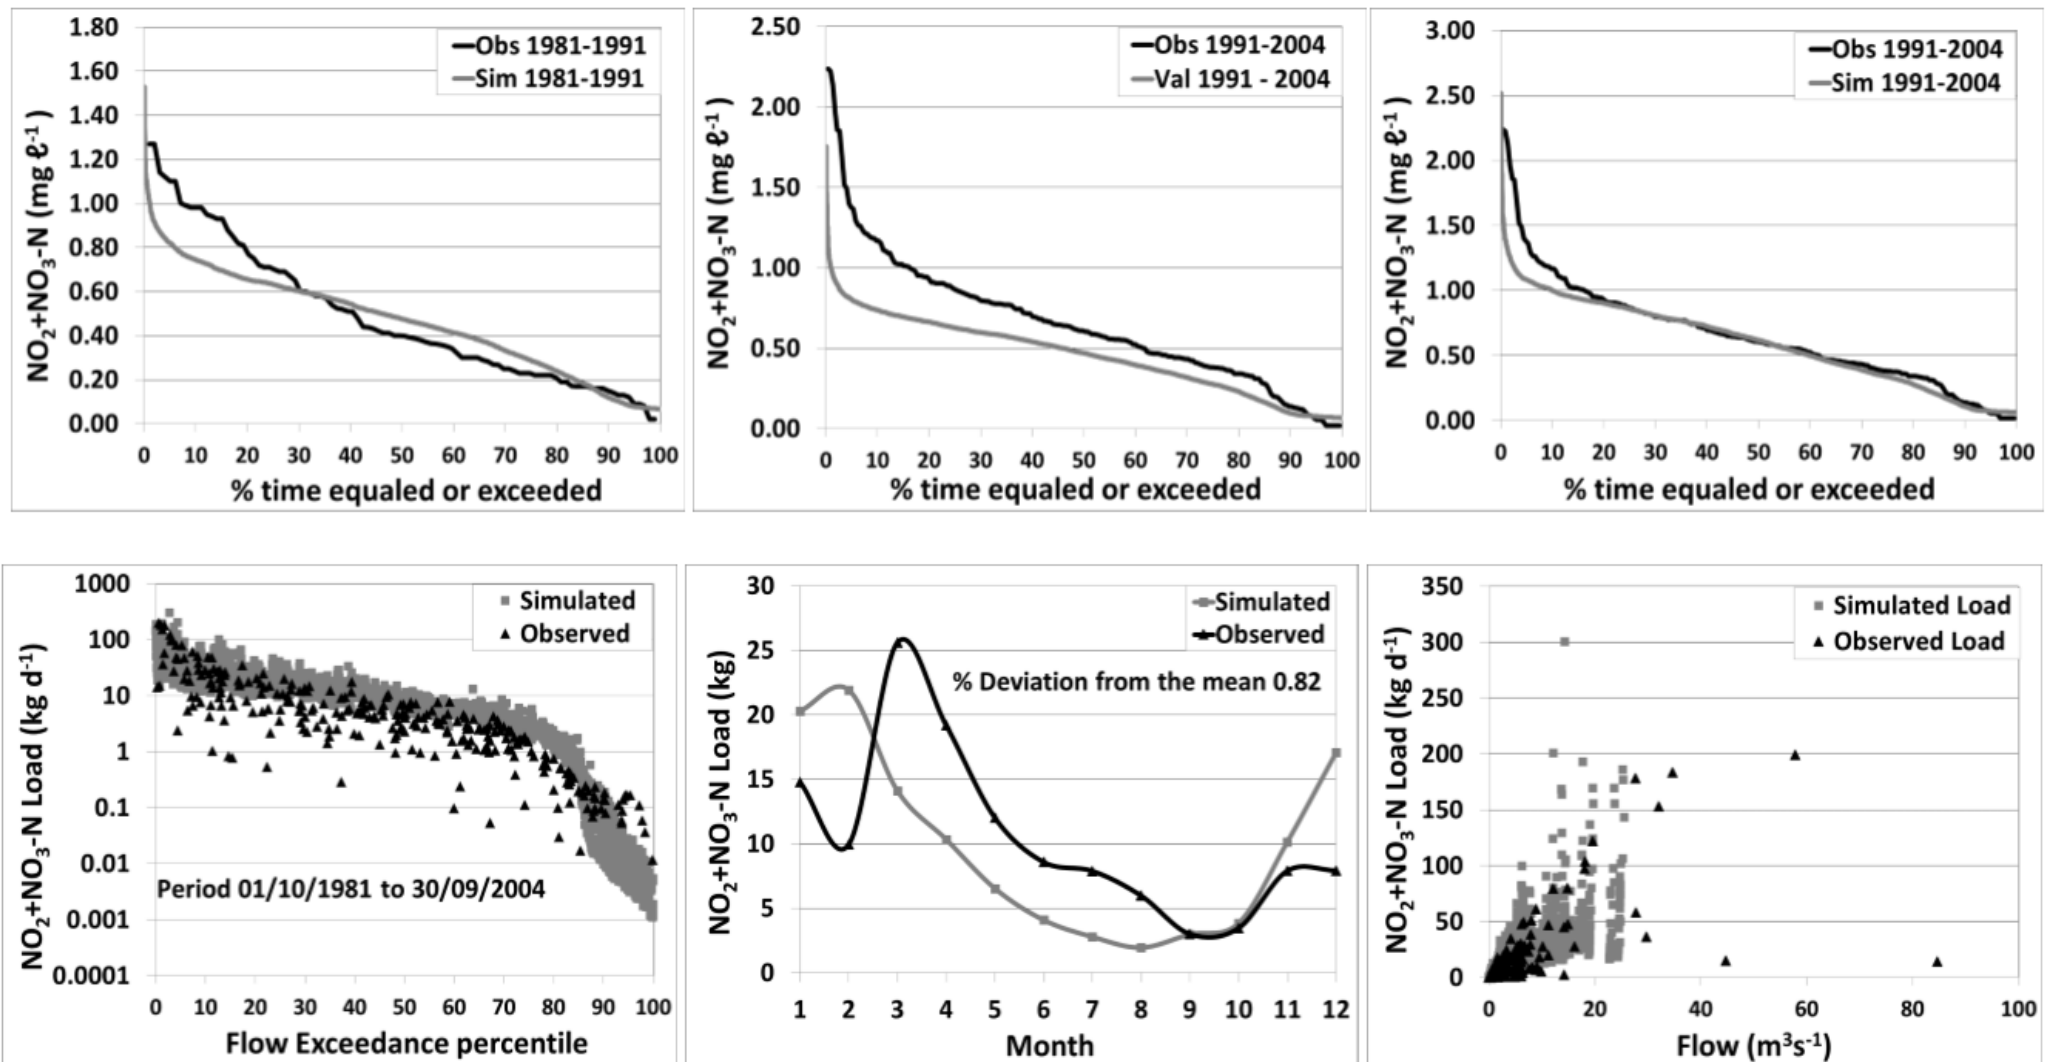 1.80
1.60
1.40
1.20
1.00
0.80
0.60
0.40
0.20
0.00
NO₂+NO₃-N (mg ℓ⁻¹ )
Obs 1981-1991
Sim 1981-1991
0 10 20 30 40 50 60 70 80 90 100
% time equaled or exceeded
2.50
2.00
1.50
1.00
0.50
0.00
NO₂+NO₃-N (mg ℓ⁻¹ )
Obs 1991-2004
Val 1991 - 2004
0 10 20 30 40 50 60 70 80 90 100
% time equaled or exceeded
3.00
2.50
2.00
1.50
1.00
0.50
0.00
NO₂+NO₃-N (mg ℓ⁻¹ )
Obs 1991-2004
Sim 1991-2004
0 10 20 30 40 50 60 70 80 90 100
% time equaled or exceeded
1000
100
10
1
0.1
0.01
0.001
0.0001
NO₂+NO₃-N Load (kg d⁻¹)
Simulated
Observed
Period 01/10/1981 to 30/09/2004
0 10 20 30 40 50 60 70 80 90 100
Flow Exceedance percentile
30
25
20
15
10
5
0
NO₂+NO₃-N Load (kg)
Simulated
Observed
% Deviation from the mean 0.82
1 2 3 4 5 6 7 8 9 10 11 12
Month
350
300
250
200
150
100
50
0
NO₂+NO₃-N Load (kg d⁻¹)
Simulated Load
Observed Load
0 20 40 60 80 100
Flow (m³s⁻¹)